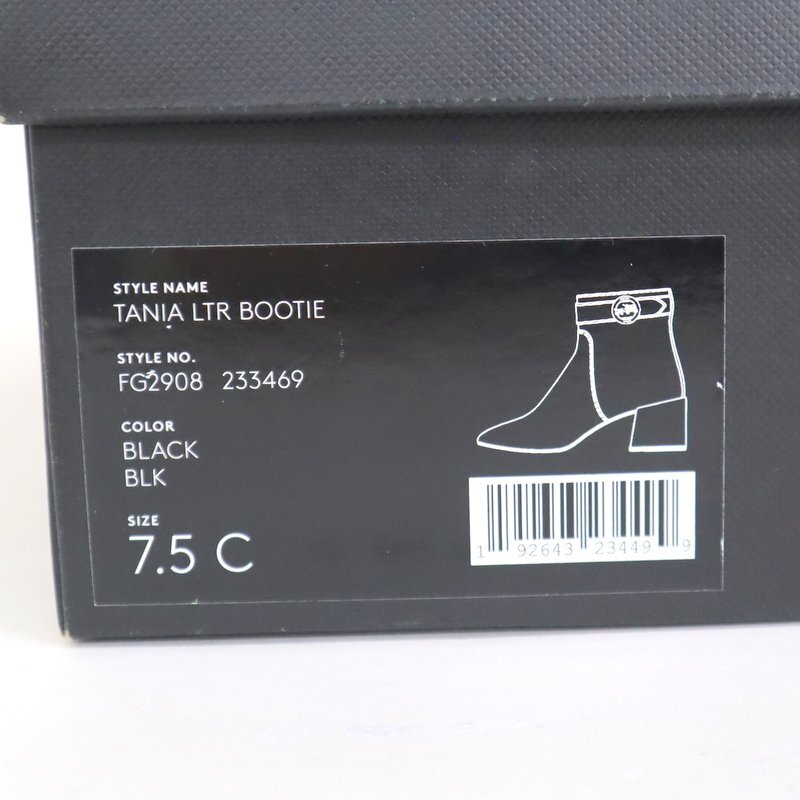 STYLE NAME
TANIA LTR BOOTIE
STYLE NO.
FG2908 233469
COLOR
BLACK
BLK
SIZE
7.5 C
1 92643 23449 9